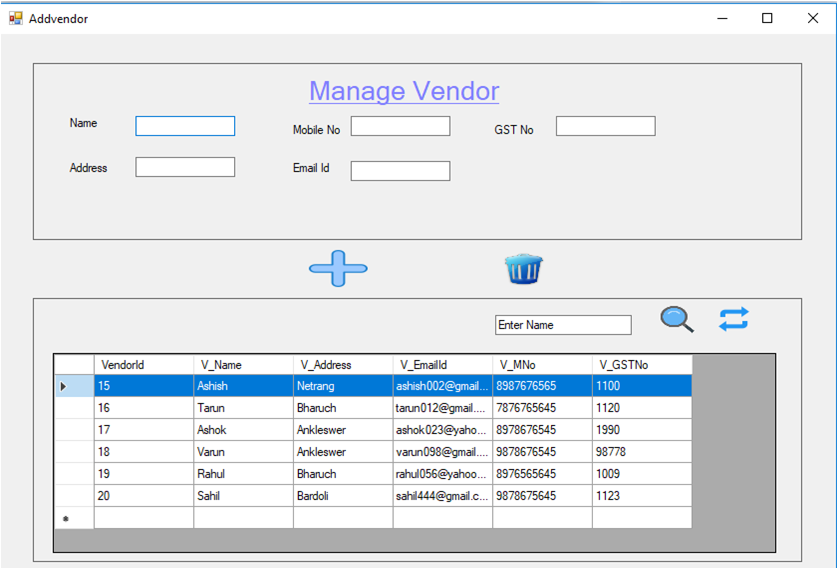 Addvendor
Manage Vendor
Name
Mobile No
GST No
Address
Email Id
Enter Name
VendorId V_Name V_Address V_EmailId V_MNo V_GSTNo
15 Ashish Netrang ashish002@gmail... 8987676565 1100
16 Tarun Bharuch tarun012@gmail.... 7876765645 1120
17 Ashok Ankleswer ashok023@yaho... 8978676545 1990
18 Varun Ankleswer varun098@gmail.... 9878676545 98778
19 Rahul Bharuch rahul056@yahoo... 8976565645 1009
20 Sahil Bardoli sahil444@gmail.c... 9878675645 1123